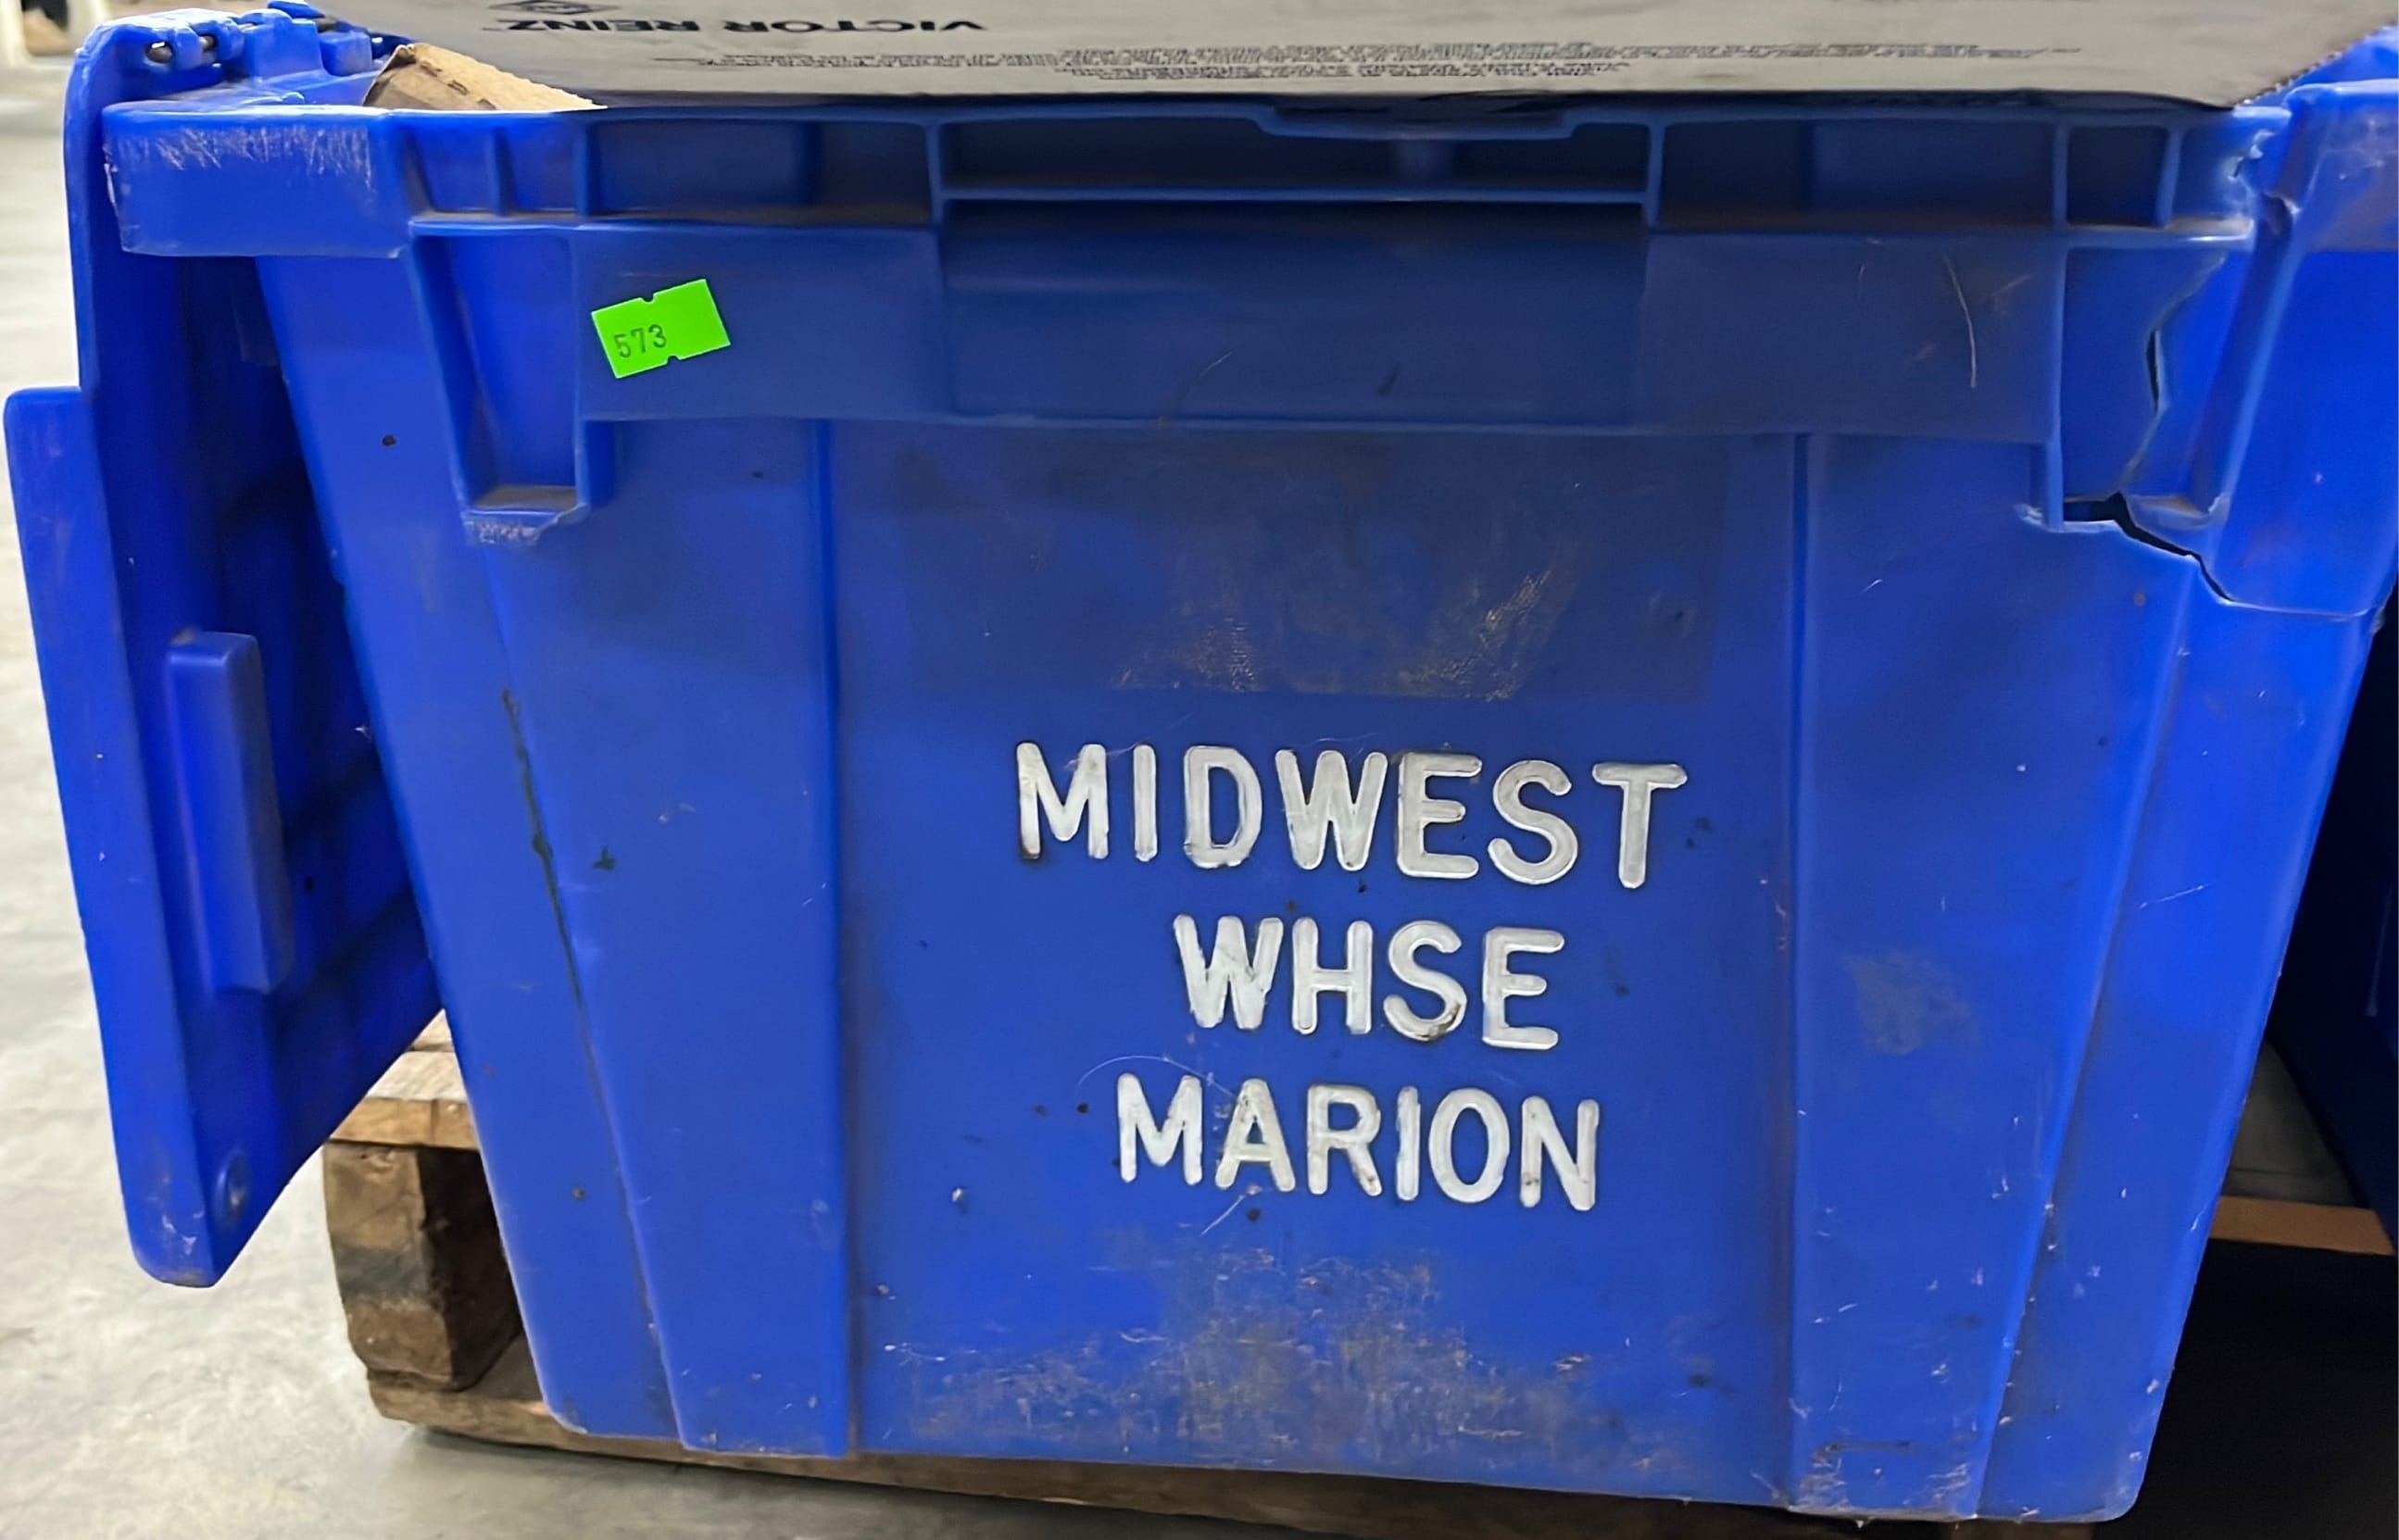 VICTOR REINZ
573
MIDWEST
WHSE
MARION